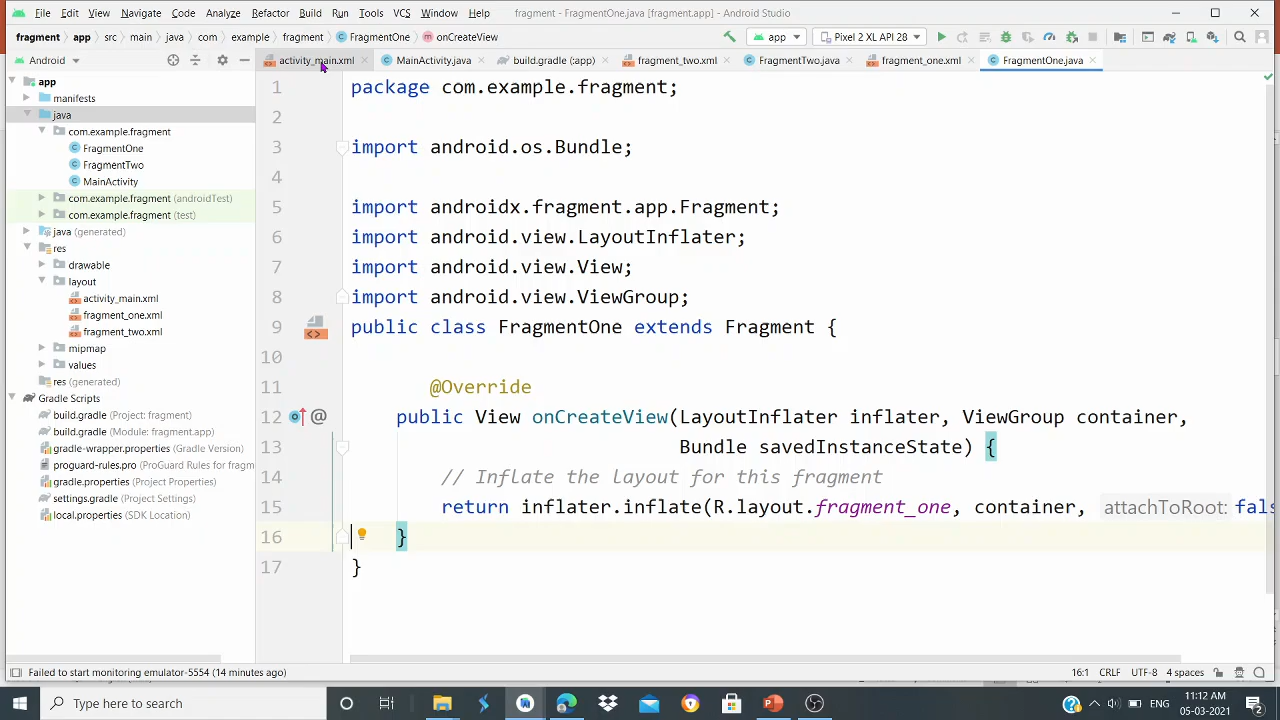 File Edit View Navigate Code Analyze Refactor Build Run Tools VCS Window Help fragment - FragmentOne.java [fragment.app] - Android Studio
fragment app src main java com example fragment FragmentOne onCreateView app Pixel 2 XL API 28
Android activity_main.xml MainActivity.java build.gradle (app) fragment_two.xml FragmentTwo.java fragment_one.xml FragmentOne.java
app
manifests
java
com.example.fragment
FragmentOne
FragmentTwo
MainActivity
com.example.fragment (androidTest)
com.example.fragment (test)
java (generated)
res
drawable
layout
activity_main.xml
fragment_one.xml
fragment_two.xml
mipmap
values
res (generated)
Gradle Scripts
build.gradle (Project: fragment)
build.gradle (Module: fragment.app)
gradle-wrapper.properties (Gradle Version)
proguard-rules.pro (ProGuard Rules for fragm
gradle.properties (Project Properties)
settings.gradle (Project Settings)
local.properties (SDK Location)
1 package com.example.fragment;
2
3 import android.os.Bundle;
4
5 import androidx.fragment.app.Fragment;
6 import android.view.LayoutInflater;
7 import android.view.View;
8 import android.view.ViewGroup;
9 public class FragmentOne extends Fragment {
10
11 @Override
12 public View onCreateView(LayoutInflater inflater, ViewGroup container,
13 Bundle savedInstanceState) {
14 // Inflate the layout for this fragment
15 return inflater.inflate(R.layout.fragment_one, container, attachToRoot: fals
16 }
17 }
Failed to start monitoring emulator-5554 (14 minutes ago) 16:1 CRLF UTF-8 4 spaces
Type here to search ENG 11:12 AM
05-03-2021